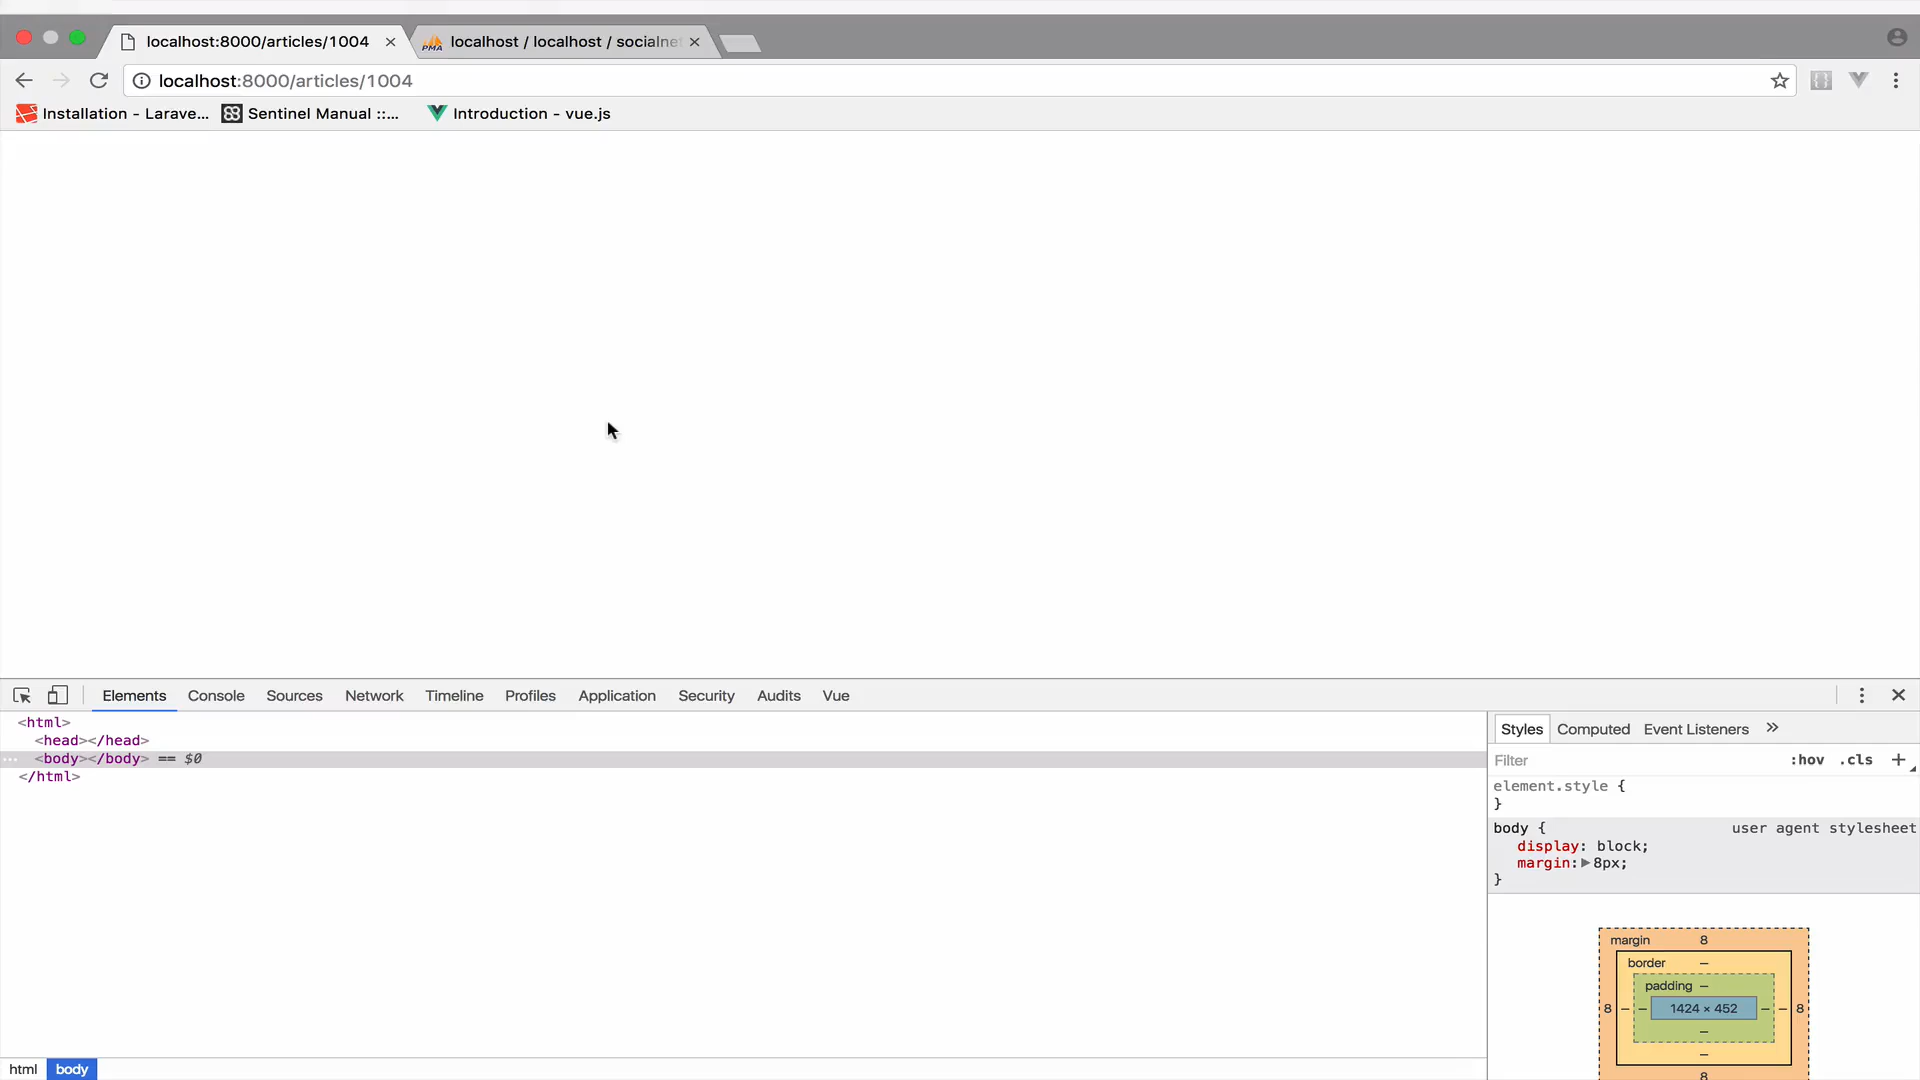 localhost:8000/articles/1004
localhost / localhost / socialne
PMA
localhost:8000/articles/1004
Installation - Larave...
Sentinel Manual ::...
Introduction - vue.js
Elements Console Sources Network Timeline Profiles Application Security Audits Vue
<html>
<head></head>
... <body></body> == $0
</html>
Styles Computed Event Listeners »
Filter :hov .cls +
element.style {
}
body { user agent stylesheet
display: block;
margin: 8px;
}
margin 8
border –
padding –
8 – – 1424 × 452 – – 8
–
–
8
html body